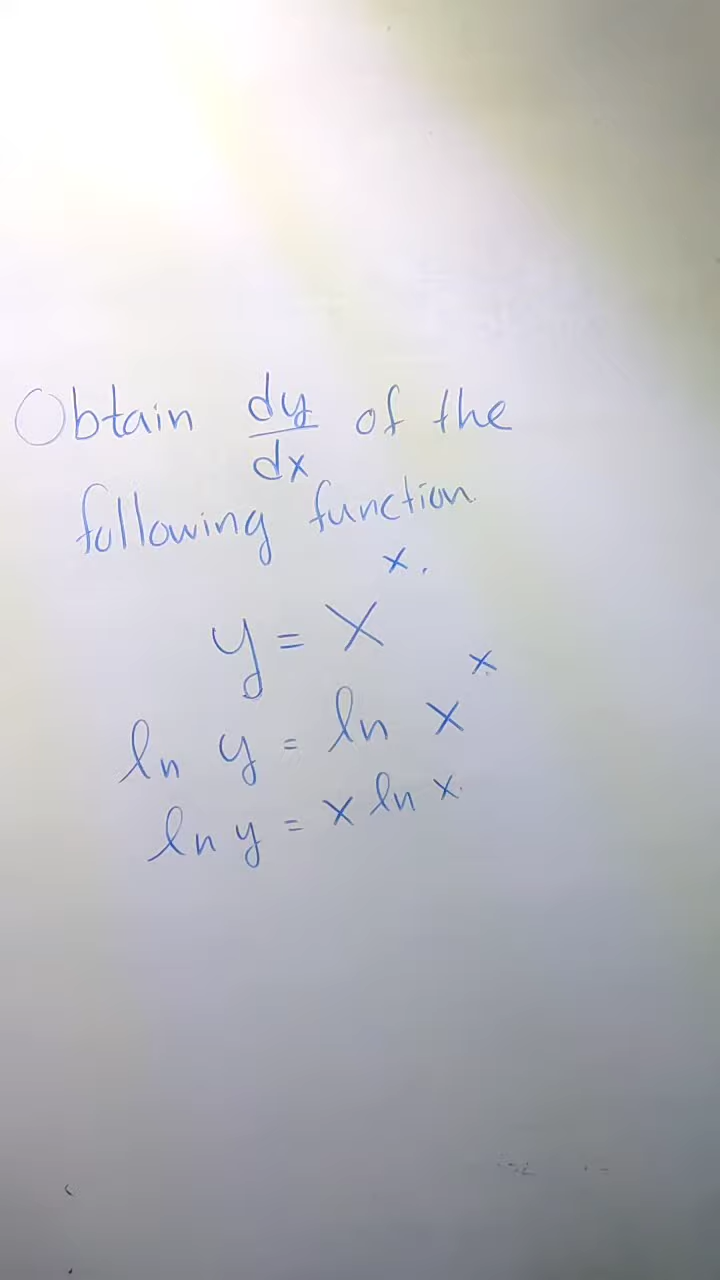 Obtain dy/dx of the
following function.
y = x^x.
ln y = ln x^x
ln y = x ln x.